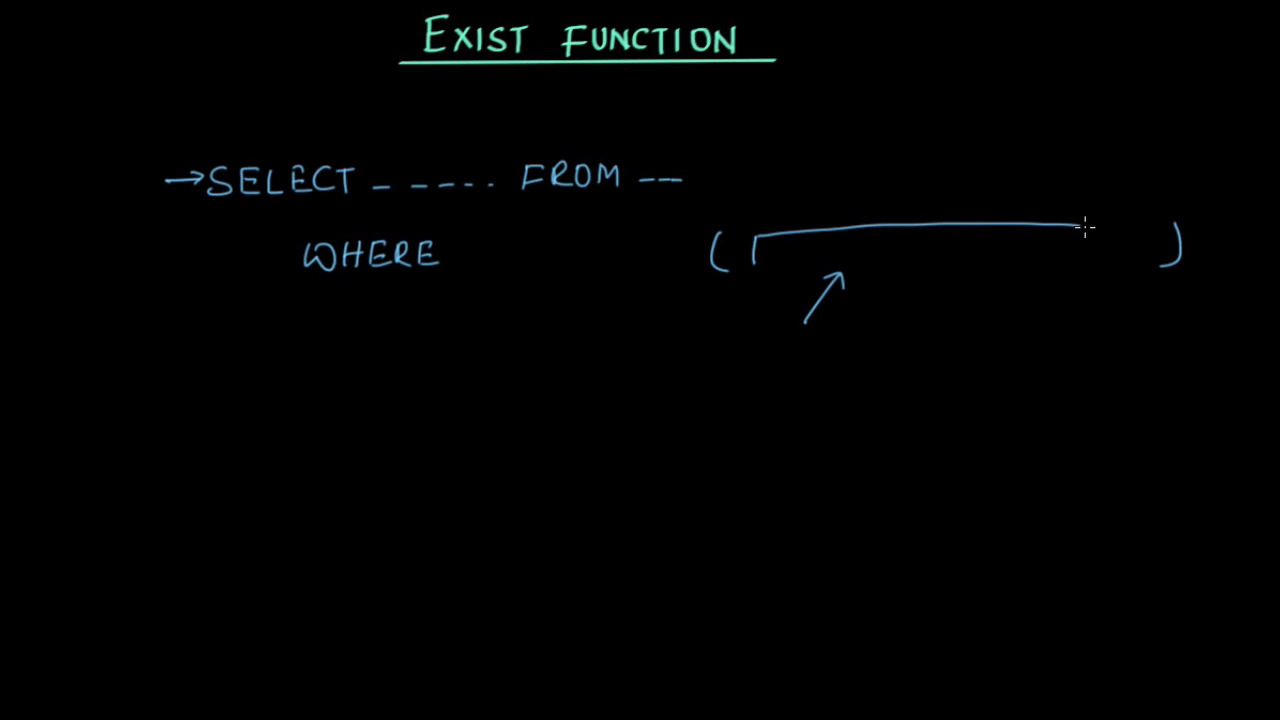 EXIST FUNCTION
→SELECT _ _ _ _ _ . FROM _ _
WHERE ( )